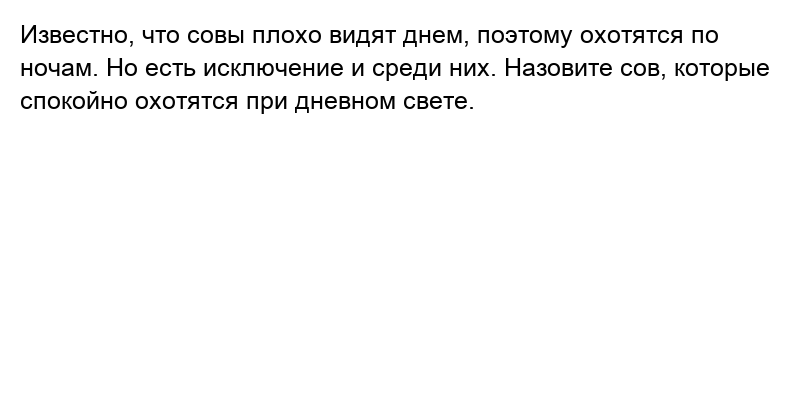 Известно, что совы плохо видят днем, поэтому охотятся по
ночам. Но есть исключение и среди них. Назовите сов, которые
спокойно охотятся при дневном свете.